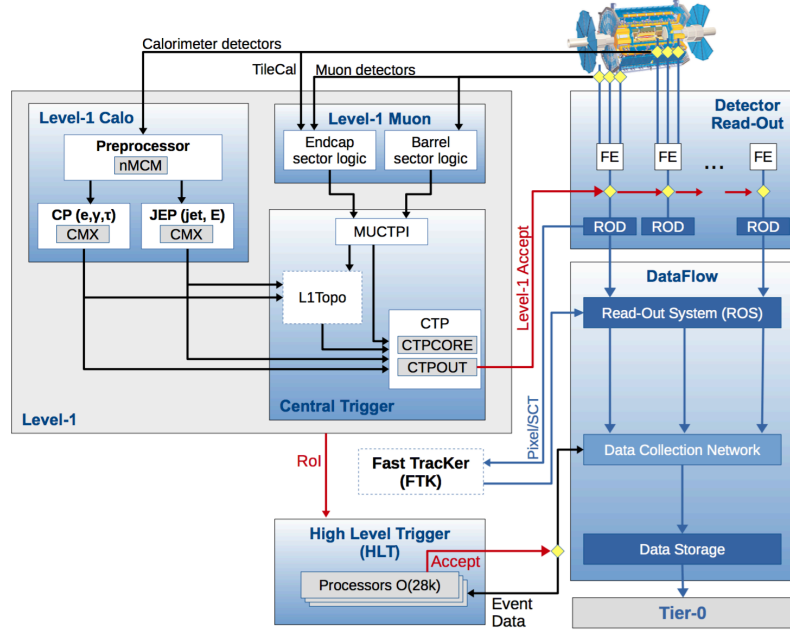 Calorimeter detectors
TileCal
Muon detectors
Level-1 Calo
Preprocessor
nMCM
CP (e,γ,τ)
CMX
JEP (jet, E)
CMX
Level-1 Muon
Endcap
sector logic
Barrel
sector logic
MUCTPI
L1Topo
CTP
CTPCORE
CTPOUT
Central Trigger
Level-1
Level-1 Accept
Detector
Read-Out
FE
FE
...
FE
ROD
ROD
ROD
DataFlow
Read-Out System (ROS)
Data Collection Network
Data Storage
Tier-0
Pixel/SCT
RoI
Fast TracKer
(FTK)
High Level Trigger
(HLT)
Accept
Processors O(28k)
Event
Data